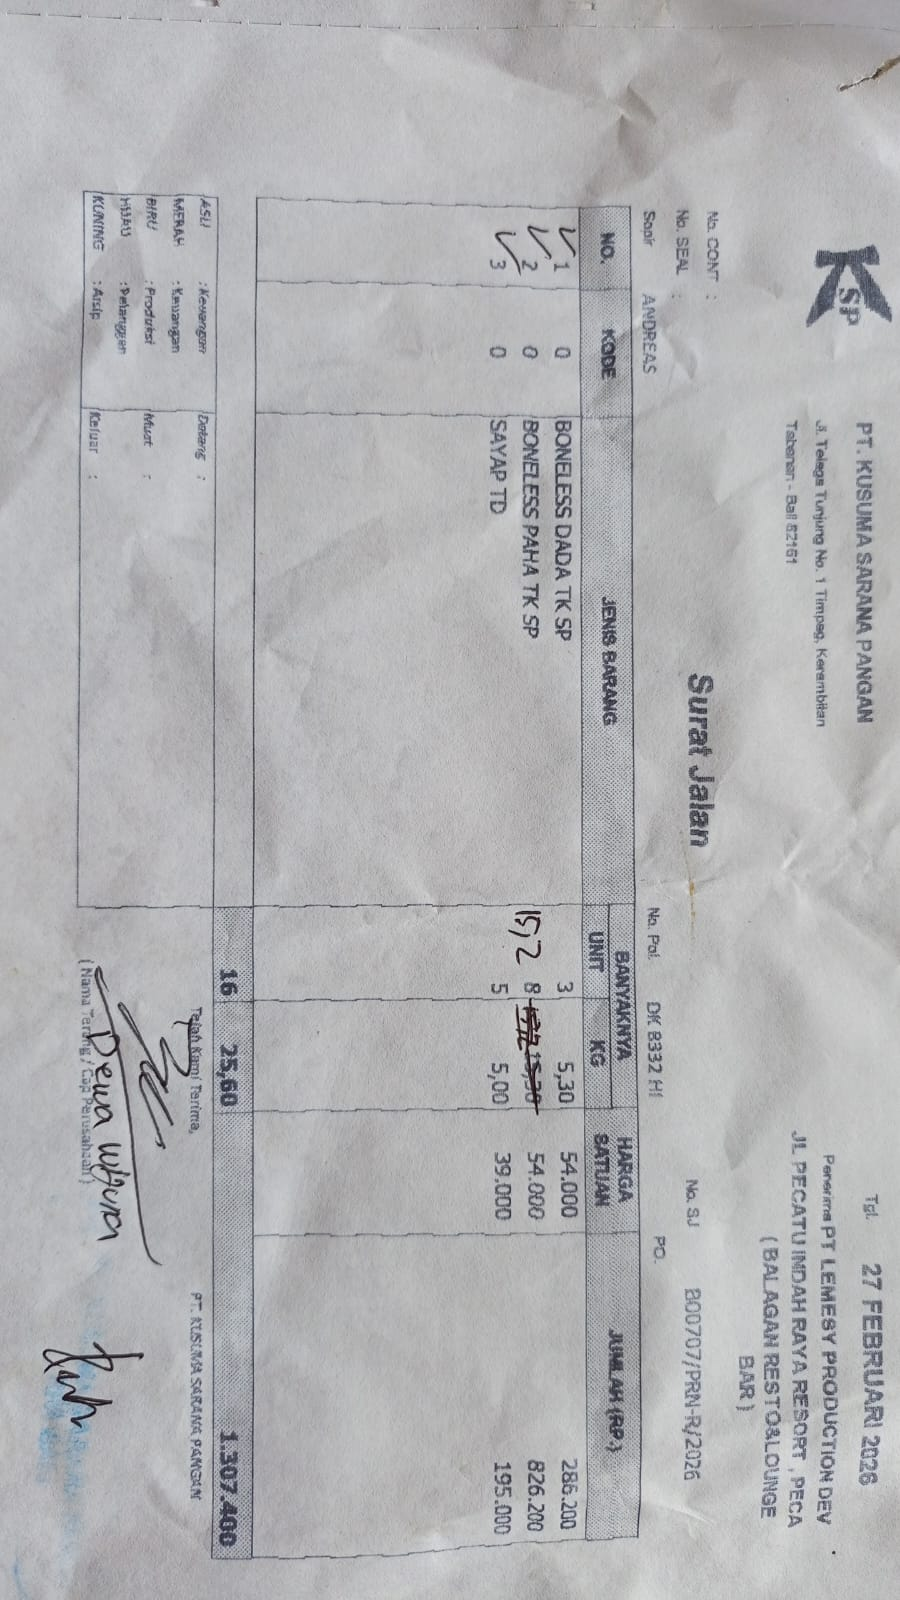 KSP
PT. KUSUMA SARANA PANGAN
Jl. Telaga Tunjung No. 1 Timpag, Kerambitan
Tabanan - Bali 82161
Tgl. 27 FEBRUARI 2026
Penerima PT LEMESY PRODUCTION DEV
JL PECATU INDAH RAYA RESORT , PECA
( BALAGAN RESTO&LOUNGE
BAR )
Surat Jalan
No. CONT :
No. SEAL :
No. SJ B00707/PRN-R/2026
Sopir ANDREAS No. Pol. DK 8332 HI PO.
NO. KODE JENIS BARANG BANYAKNYA HARGA SATUAN JUMLAH (RP.)
UNIT KG
1 0 BONELESS DADA TK SP 3 5,30 54.000 286.200
2 0 BONELESS PAHA TK SP 15,2 8 15,30 54.000 826.200
3 0 SAYAP TD 5 5,00 39.000 195.000
16 25,60 1.307.400
ASLI : Keuangan Datang :
MERAH : Keuangan
BIRU : Produksi Muat :
HIJAU : Pelanggan
KUNING : Arsip Keluar :
Telah Kami Terima,
PT. KUSUMA SARANA PANGAN
Dewa
( Nama Terang / Cap Perusahaan )